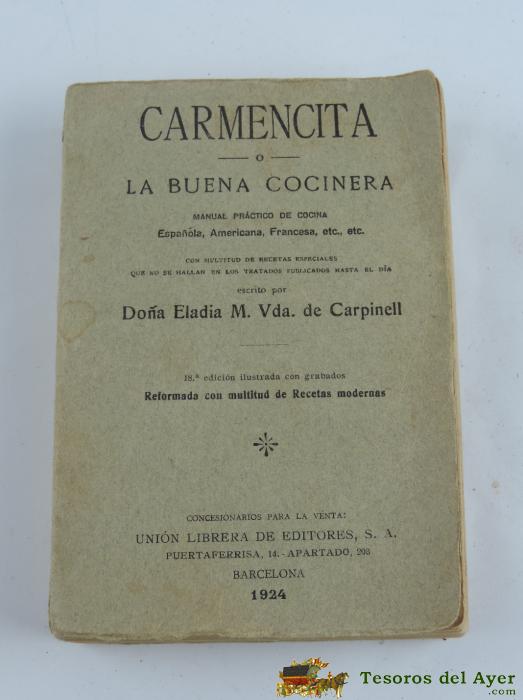 CARMENCITA
o
LA BUENA COCINERA
MANUAL PRÁCTICO DE COCINA
Española, Americana, Francesa, etc., etc.
CON MULTITUD DE RECETAS ESPECIALES
QUE NO SE HALLAN EN LOS TRATADOS PUBLICADOS HASTA EL DÍA
escrito por
Doña Eladia M. Vda. de Carpinell
18.ª edición ilustrada con grabados
Reformada con multitud de Recetas modernas
CONCESIONARIOS PARA LA VENTA:
UNIÓN LIBRERA DE EDITORES, S. A.
PUERTAFERRISA, 14.-APARTADO, 203
BARCELONA
1924
Tesoros del Ayer
.com